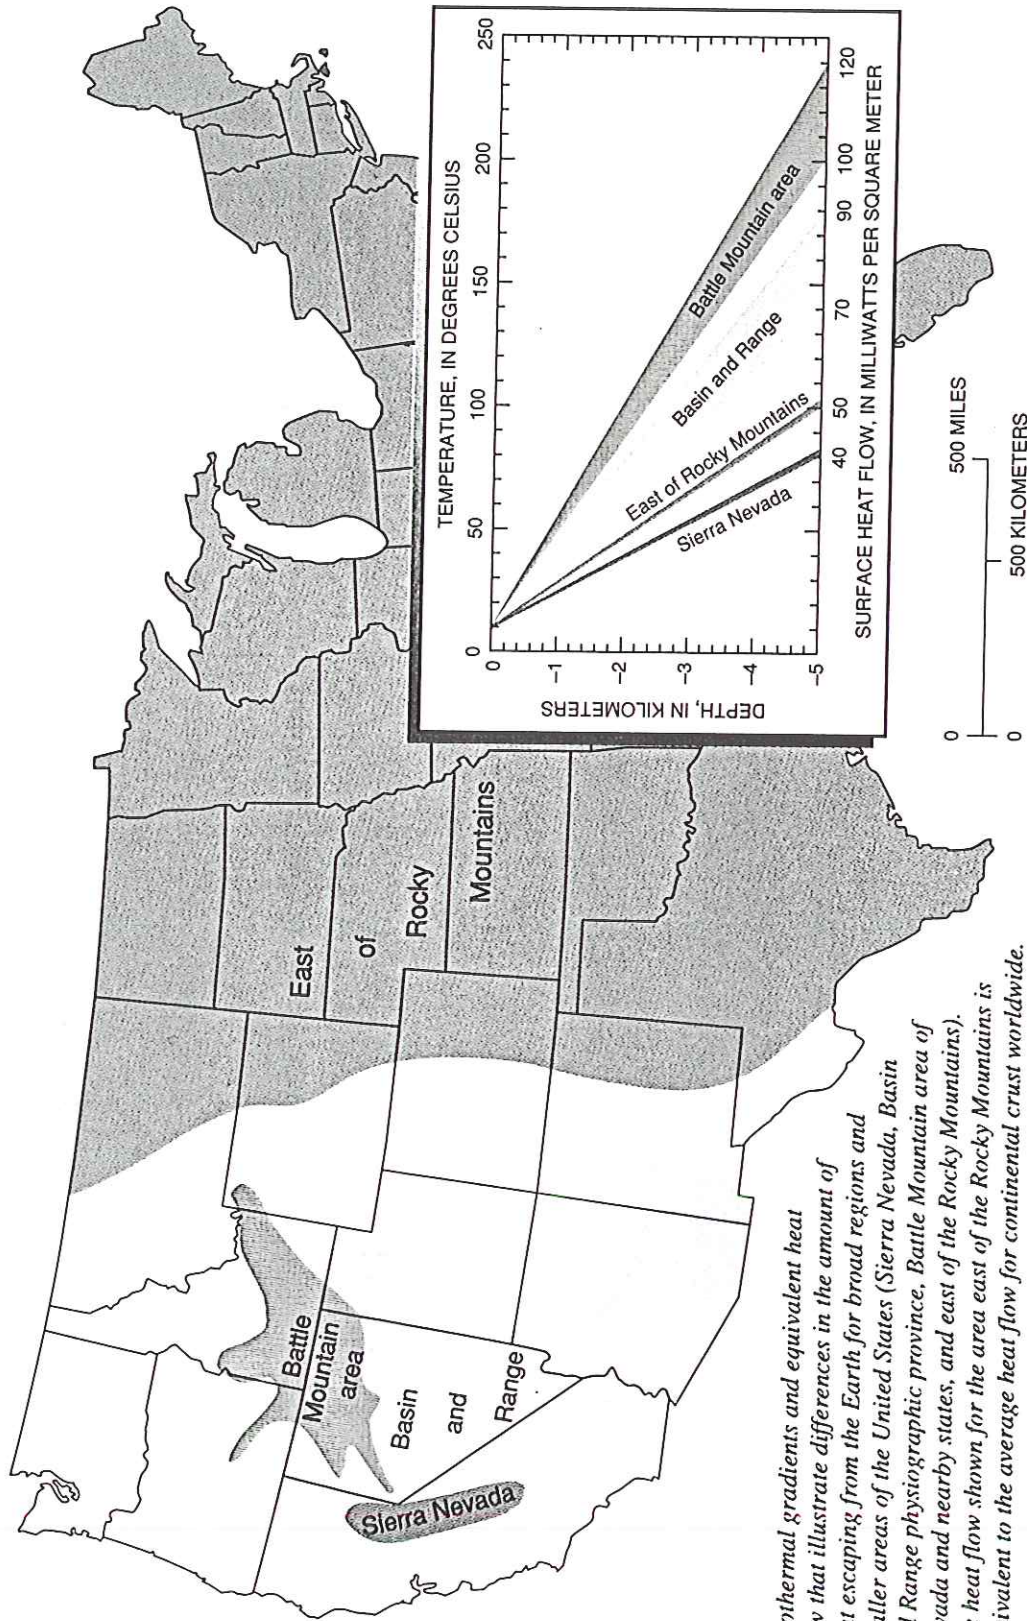 East
of
Rocky
Mountains
Battle
Mountain
area
Basin
and
Range
Sierra Nevada
TEMPERATURE, IN DEGREES CELSIUS
0 50 100 150 200 250
DEPTH, IN KILOMETERS
0
-1
-2
-3
-4
-5
Battle Mountain area
Basin and Range
East of Rocky Mountains
Sierra Nevada
40 50 70 90 100 120
SURFACE HEAT FLOW, IN MILLIWATTS PER SQUARE METER
0 500 MILES
0 500 KILOMETERS
gradients and equivalent heat
that illustrate differences in the amount of
escaping from the Earth for broad regions and
areas of the United States (Sierra Nevada, Basin
Range physiographic province, Battle Mountain area of
and nearby states, and east of the Rocky Mountains).
heat flow shown for the area east of the Rocky Mountains is
to the average heat flow for continental crust worldwide.